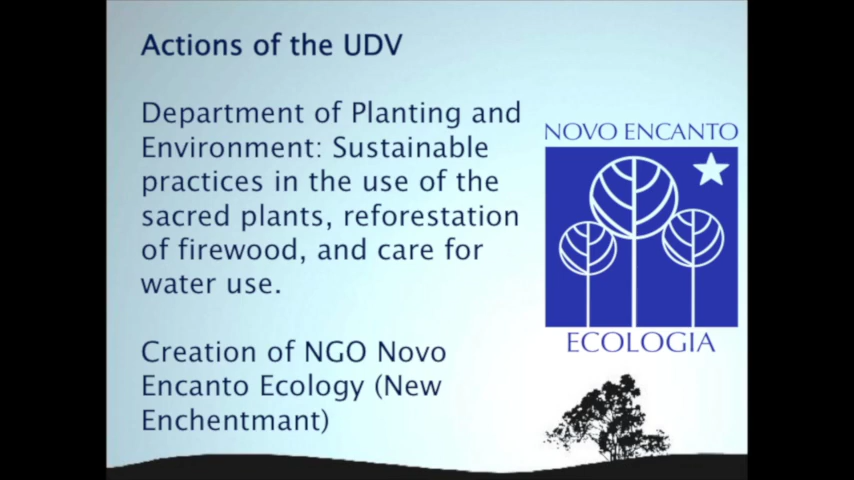 Actions of the UDV
Department of Planting and
Environment: Sustainable
practices in the use of the
sacred plants, reforestation
of firewood, and care for
water use.
Creation of NGO Novo
Encanto Ecology (New
Enchentmant)
NOVO ENCANTO
ECOLOGIA